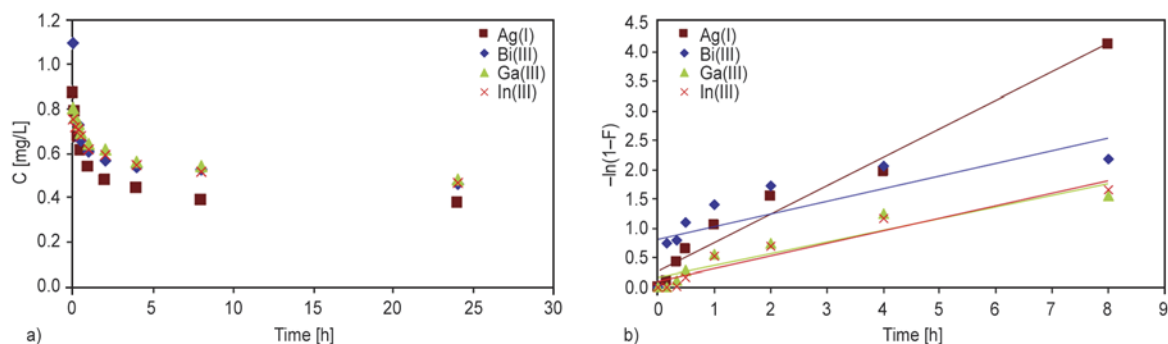 1.2
1.0
0.8
0.6
0.4
0.2
0
C [mg/L]
Ag(I)
Bi(III)
Ga(III)
In(III)
0 5 10 15 20 25 30
a) Time [h]
4.5
4.0
3.5
3.0
2.5
2.0
1.5
1.0
0.5
0.0
–ln(1–F)
Ag(I)
Bi(III)
Ga(III)
In(III)
0 1 2 3 4 5 6 7 8 9
b) Time [h]